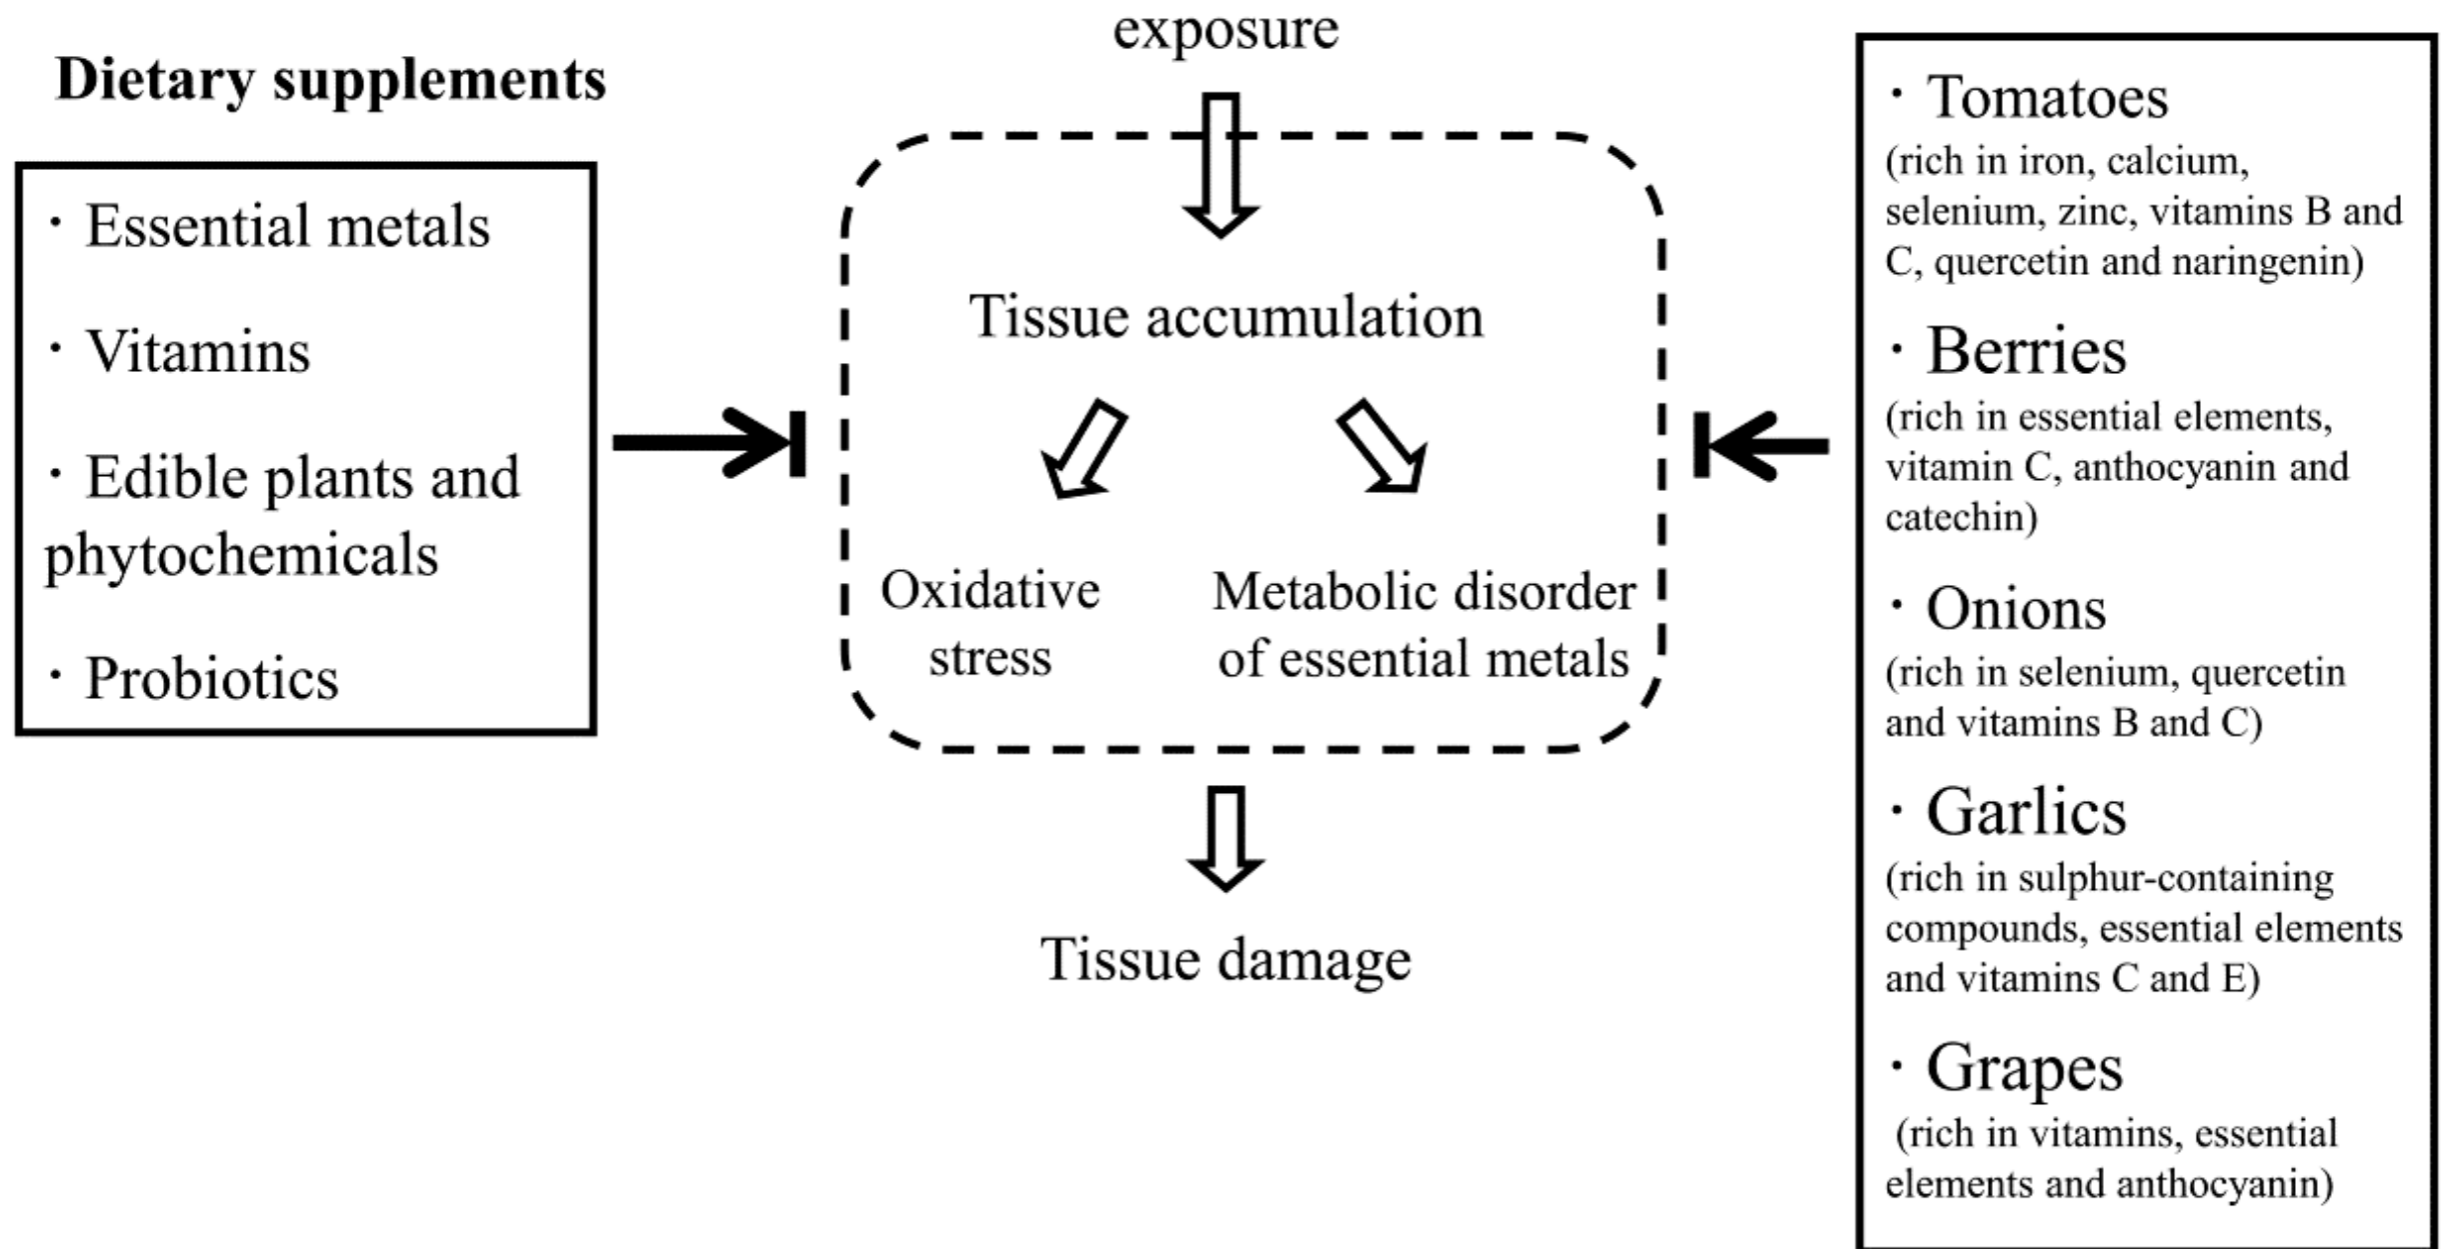 Dietary supplements
· Essential metals
· Vitamins
· Edible plants and
phytochemicals
· Probiotics
exposure
Tissue accumulation
Oxidative
stress
Metabolic disorder
of essential metals
Tissue damage
· Tomatoes
(rich in iron, calcium,
selenium, zinc, vitamins B and
C, quercetin and naringenin)
· Berries
(rich in essential elements,
vitamin C, anthocyanin and
catechin)
· Onions
(rich in selenium, quercetin
and vitamins B and C)
· Garlics
(rich in sulphur-containing
compounds, essential elements
and vitamins C and E)
· Grapes
(rich in vitamins, essential
elements and anthocyanin)